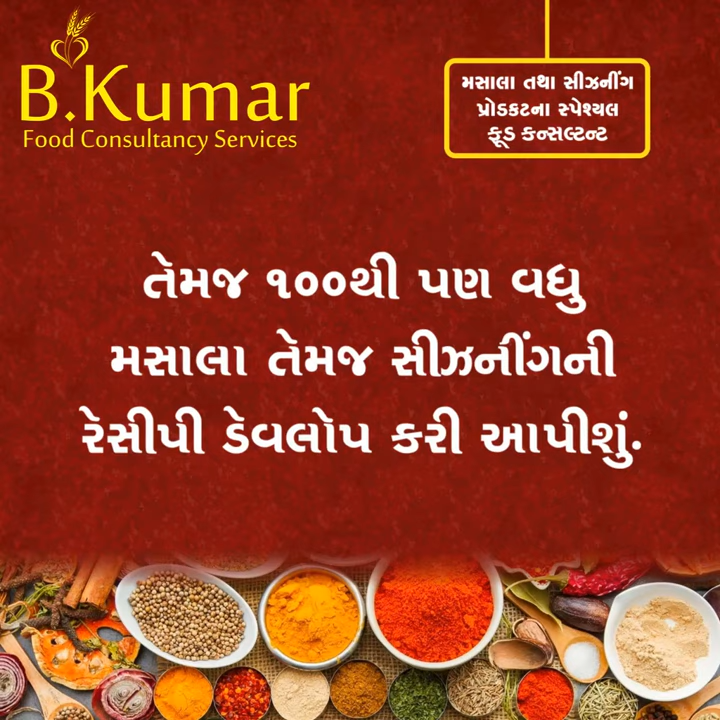 B.Kumar
Food Consultancy Services
મસાલા તથા સીઝનીંગ
પ્રોડકટના સ્પેશ્યલ
ફૂડ કન્સલ્ટન્ટ
તેમજ ૧૦૦થી પણ વધુ
મસાલા તેમજ સીઝનીંગની
રેસીપી ડેવલોપ કરી આપીશું.